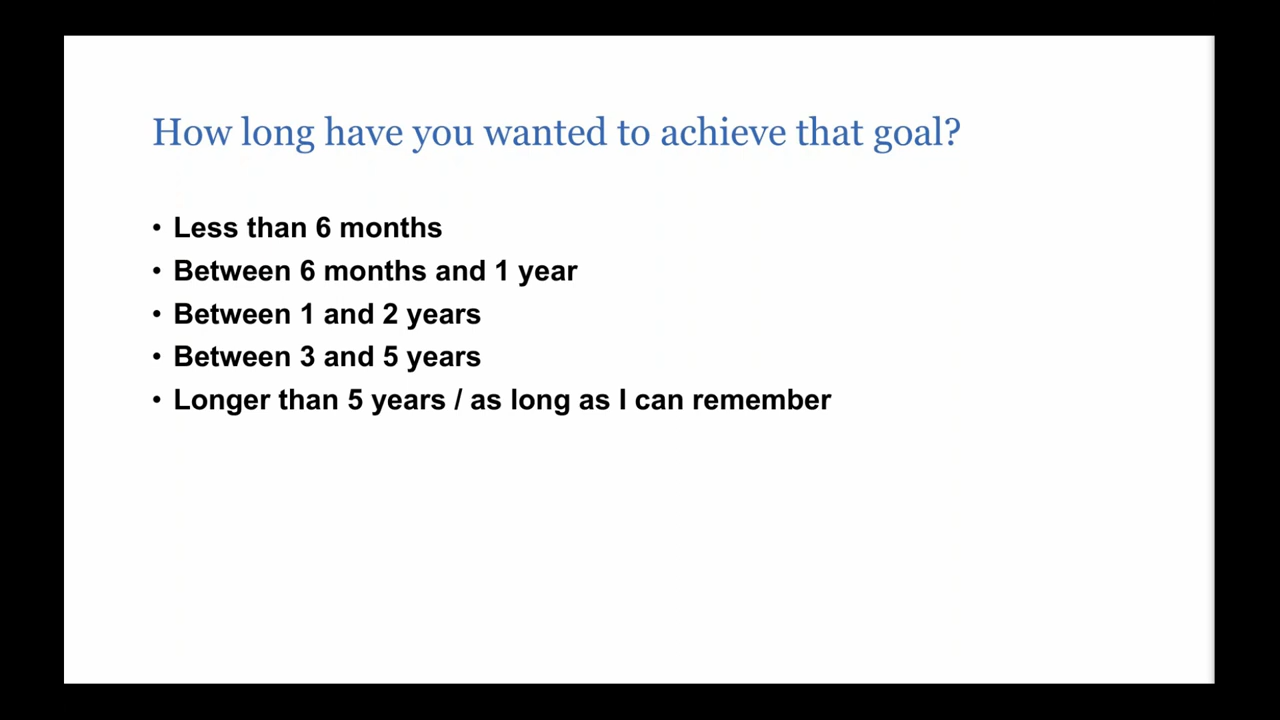 How long have you wanted to achieve that goal?
• Less than 6 months
• Between 6 months and 1 year
• Between 1 and 2 years
• Between 3 and 5 years
• Longer than 5 years / as long as I can remember